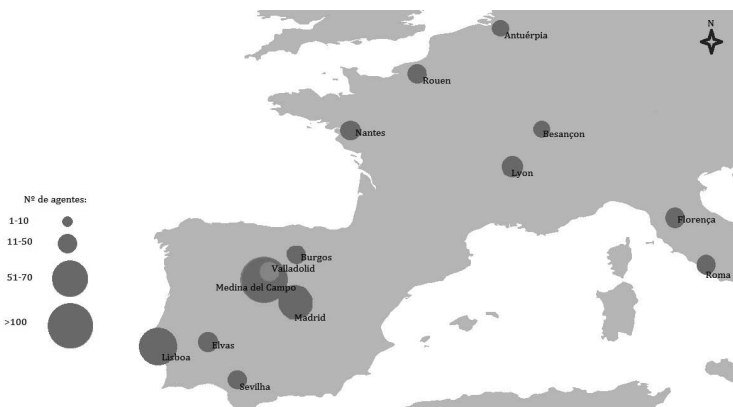 N
Antuérpia
Rouen
Nantes
Besançon
Lyon
Nº de agentes:
1-10
11-50
51-70
>100
Florença
Roma
Burgos
Valladolid
Medina del Campo
Madrid
Lisboa
Elvas
Sevilha